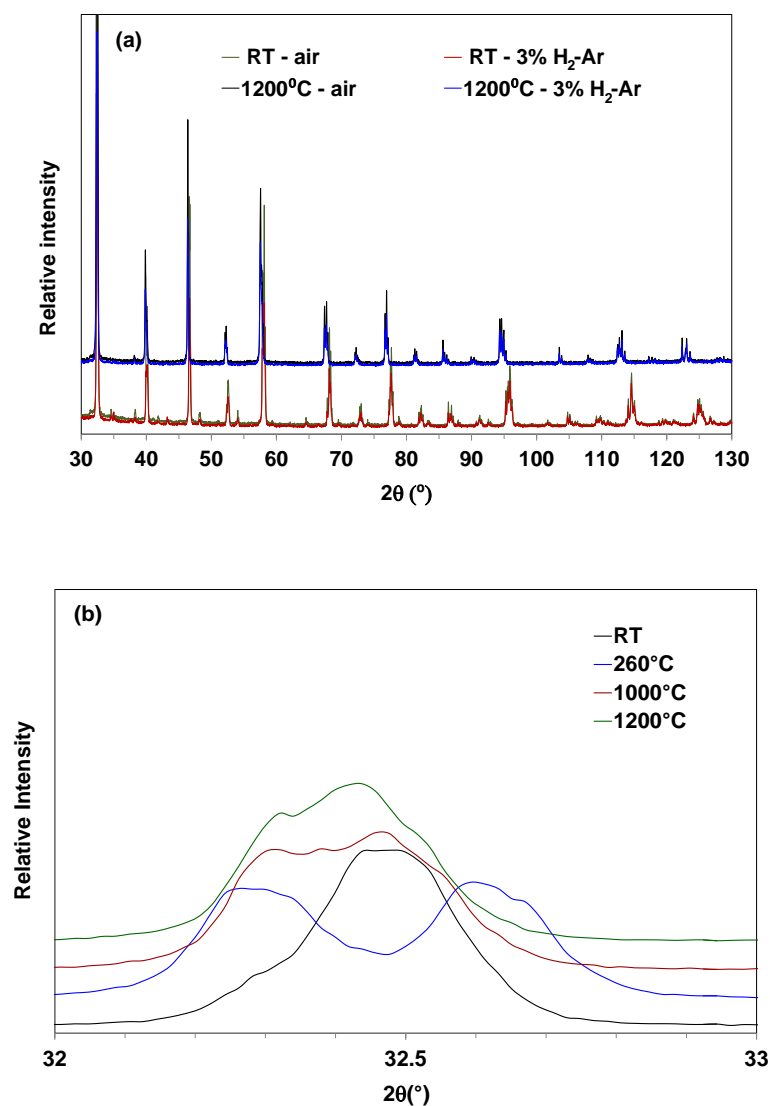 (a)
RT - air
RT - 3% H₂-Ar
1200⁰C - air
1200⁰C - 3% H₂-Ar
Relative intensity
30 40 50 60 70 80 90 100 110 120 130
2θ (º)
(b)
RT
260°C
1000°C
1200°C
Relative Intensity
32 32.5 33
2θ(°)